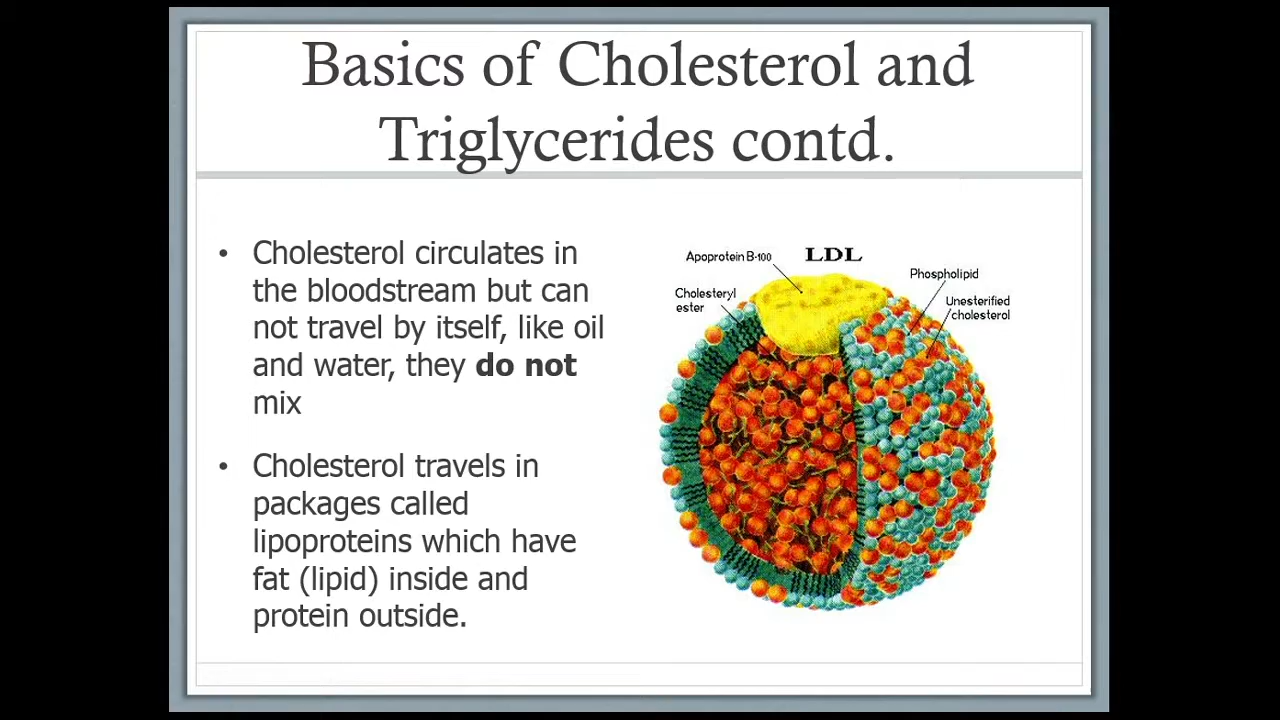 Basics of Cholesterol and
Triglycerides contd.
• Cholesterol circulates in
the bloodstream but can
not travel by itself, like oil
and water, they do not
mix
• Cholesterol travels in
packages called
lipoproteins which have
fat (lipid) inside and
protein outside.
LDL
Apoprotein B-100
Cholesteryl
ester
Phospholipid
Unesterified
cholesterol